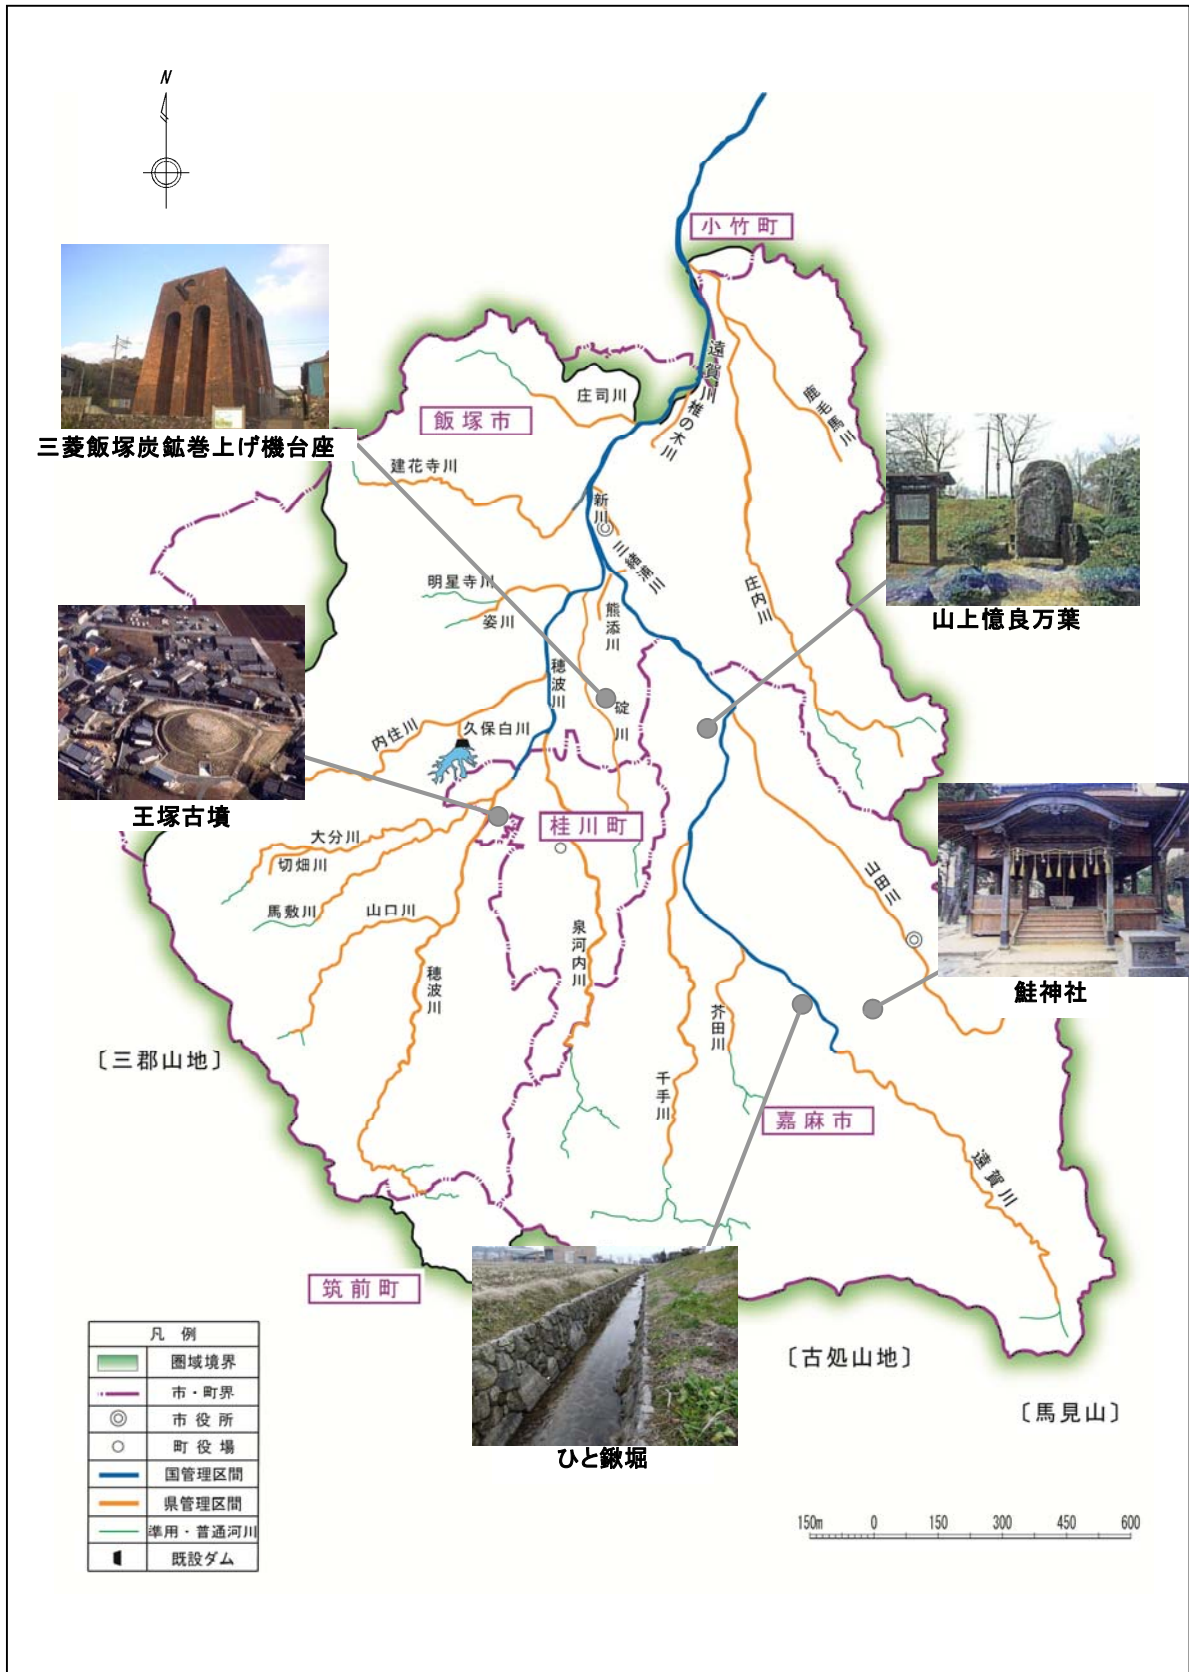 N
小竹町
遠賀川
庄司川
椎の木川
鹿毛馬川
飯塚市
三菱飯塚炭鉱巻上げ機台座
建花寺川
新川
三緒浦川
明星寺川
姿川
熊添川
庄内川
山上憶良万葉
穂波川
碇川
内住川
久保白川
王塚古墳
桂川町
大分川
切畑川
馬敷川
山口川
山田川
泉河内川
穂波川
鮭神社
芥田川
〔三郡山地〕
千手川
嘉麻市
遠賀川
筑前町
ひと鍬堀
〔古処山地〕
〔馬見山〕
凡例
圏域境界
市・町界
市役所
町役場
国管理区間
県管理区間
準用・普通河川
既設ダム
150m 0 150 300 450 600